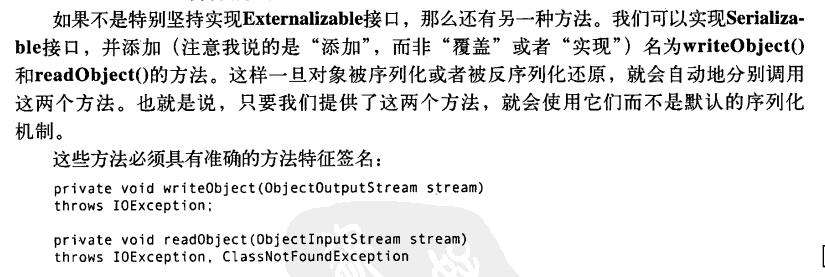 如果不是特别坚持实现Externalizable接口，那么还有另一种方法。我们可以实现Serializa-
ble接口，并添加（注意我说的是“添加”，而非“覆盖”或者“实现”）名为writeObject()
和readObject()的方法。这样一旦对象被序列化或者被反序列化还原，就会自动地分别调用
这两个方法。也就是说，只要我们提供了这两个方法，就会使用它们而不是默认的序列化
机制。
这些方法必须具有准确的方法特征签名：
private void writeObject(ObjectOutputStream stream)
throws IOException;
private void readObject(ObjectInputStream stream)
throws IOException, ClassNotFoundException